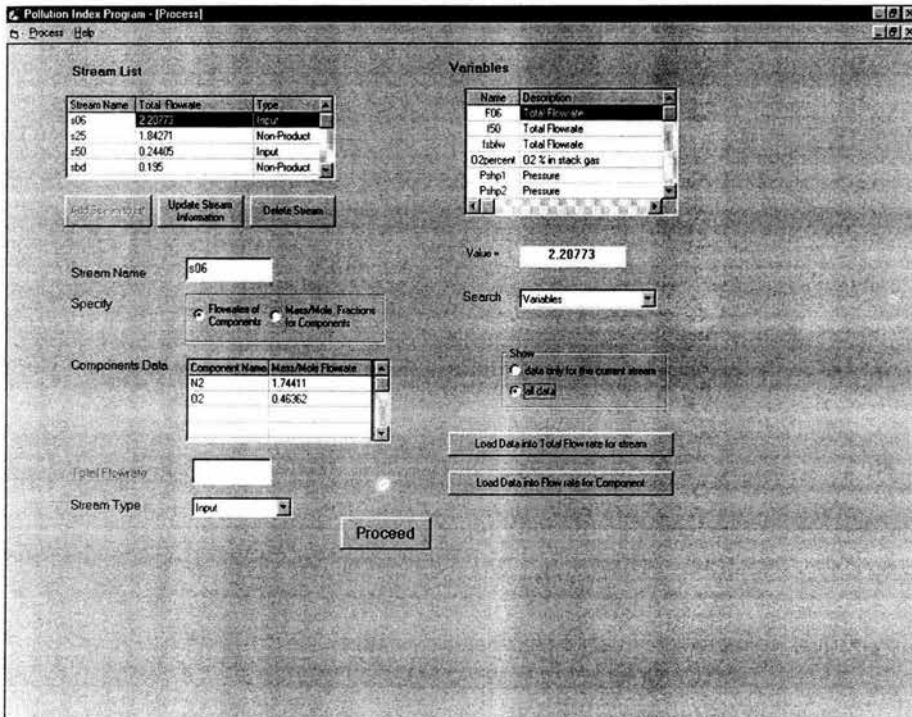 Pollution Index Program - [Process]
Process Help
Stream List
Stream Name Total Flowrate Type
s06 2.20773 Input
s25 1.84271 Non-Product
s50 0.24405 Input
sbd 0.195 Non-Product
Update Stream Information
Delete Stream
Stream Name s06
Specify
Flowrates of Components
Mass/Mole Fractions for Components
Components Data
Component Name Mass/Mole Flowrate
N2 1.74411
O2 0.46362
Total Flowrate
Stream Type Input
Proceed
Variables
Name Description
F06 Total Flowrate
f50 Total Flowrate
fsbfw Total Flowrate
O2percent O2 % in stack gas
Pshp1 Pressure
Pshp2 Pressure
Value = 2.20773
Search Variables
Show
data only for the current stream
all data
Load Data into Total Flow rate for stream
Load Data into Flow rate for Component